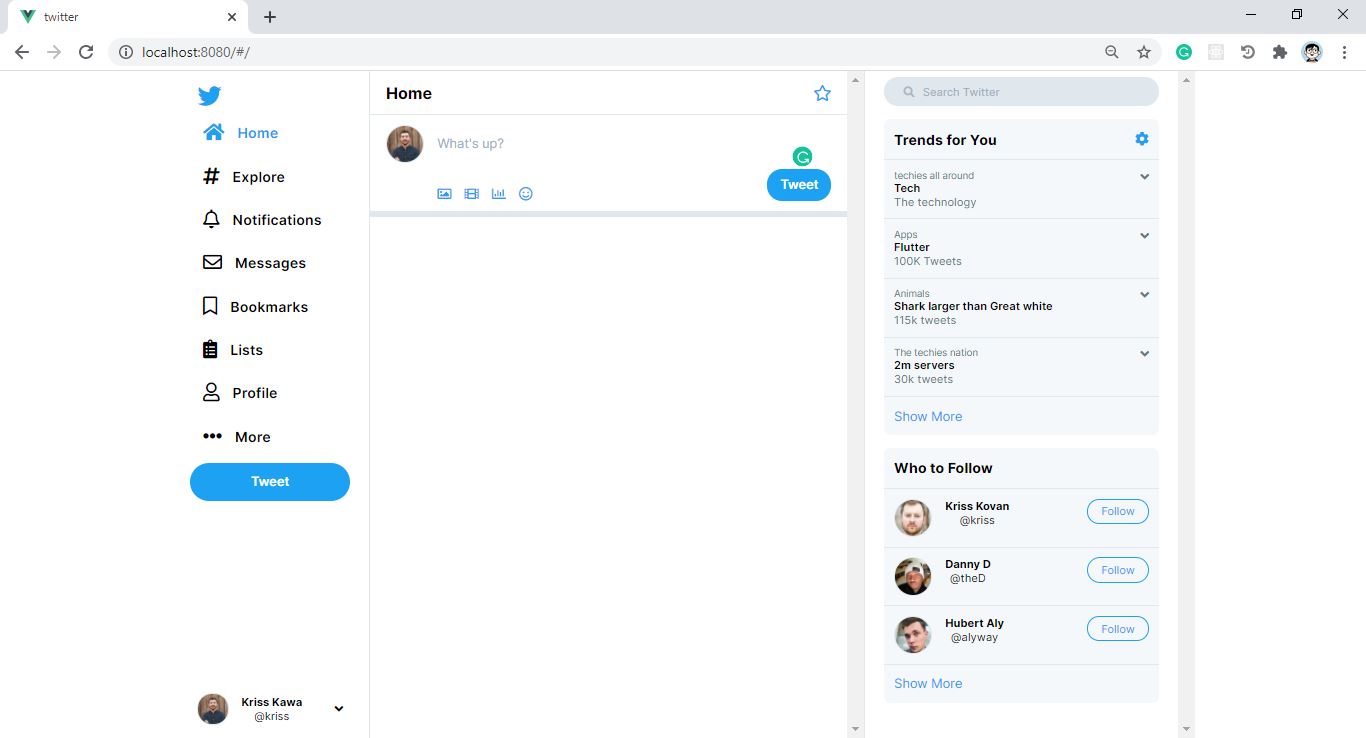 twitter
localhost:8080/#/
Home
Explore
Notifications
Messages
Bookmarks
Lists
Profile
More
Tweet
Kriss Kawa
@kriss
Home
What's up?
Tweet
Search Twitter
Trends for You
techies all around
Tech
The technology
Apps
Flutter
100K Tweets
Animals
Shark larger than Great white
115k tweets
The techies nation
2m servers
30k tweets
Show More
Who to Follow
Kriss Kovan
@kriss
Follow
Danny D
@theD
Follow
Hubert Aly
@alyway
Follow
Show More